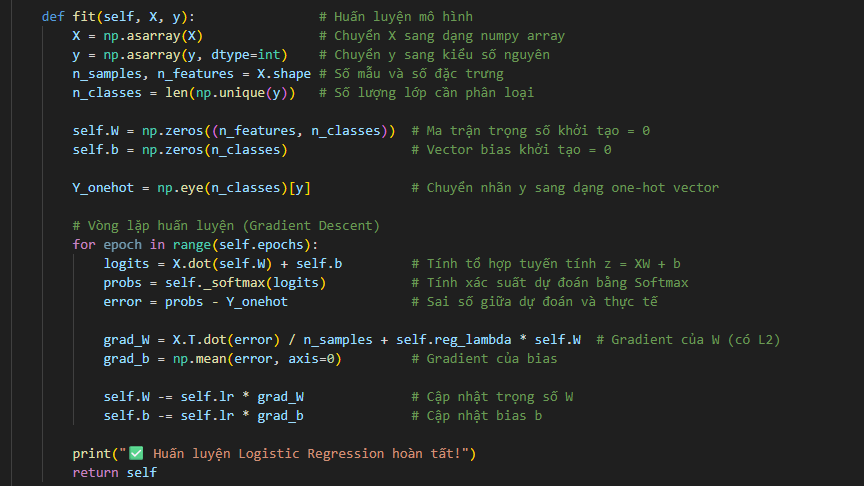 def fit(self, X, y):                # Huấn luyện mô hình
    X = np.asarray(X)               # Chuyển X sang dạng numpy array
    y = np.asarray(y, dtype=int)    # Chuyển y sang kiểu số nguyên
    n_samples, n_features = X.shape # Số mẫu và số đặc trưng
    n_classes = len(np.unique(y))   # Số lượng lớp cần phân loại

    self.W = np.zeros((n_features, n_classes))  # Ma trận trọng số khởi tạo = 0
    self.b = np.zeros(n_classes)                # Vector bias khởi tạo = 0

    Y_onehot = np.eye(n_classes)[y]             # Chuyển nhãn y sang dạng one-hot vector

    # Vòng lặp huấn luyện (Gradient Descent)
    for epoch in range(self.epochs):
        logits = X.dot(self.W) + self.b         # Tính tổ hợp tuyến tính z = XW + b
        probs = self._softmax(logits)           # Tính xác suất dự đoán bằng Softmax
        error = probs - Y_onehot                # Sai số giữa dự đoán và thực tế

        grad_W = X.T.dot(error) / n_samples + self.reg_lambda * self.W  # Gradient của W (có L2)
        grad_b = np.mean(error, axis=0)         # Gradient của bias

        self.W -= self.lr * grad_W              # Cập nhật trọng số W
        self.b -= self.lr * grad_b              # Cập nhật bias b

    print("✅ Huấn luyện Logistic Regression hoàn tất!")
    return self